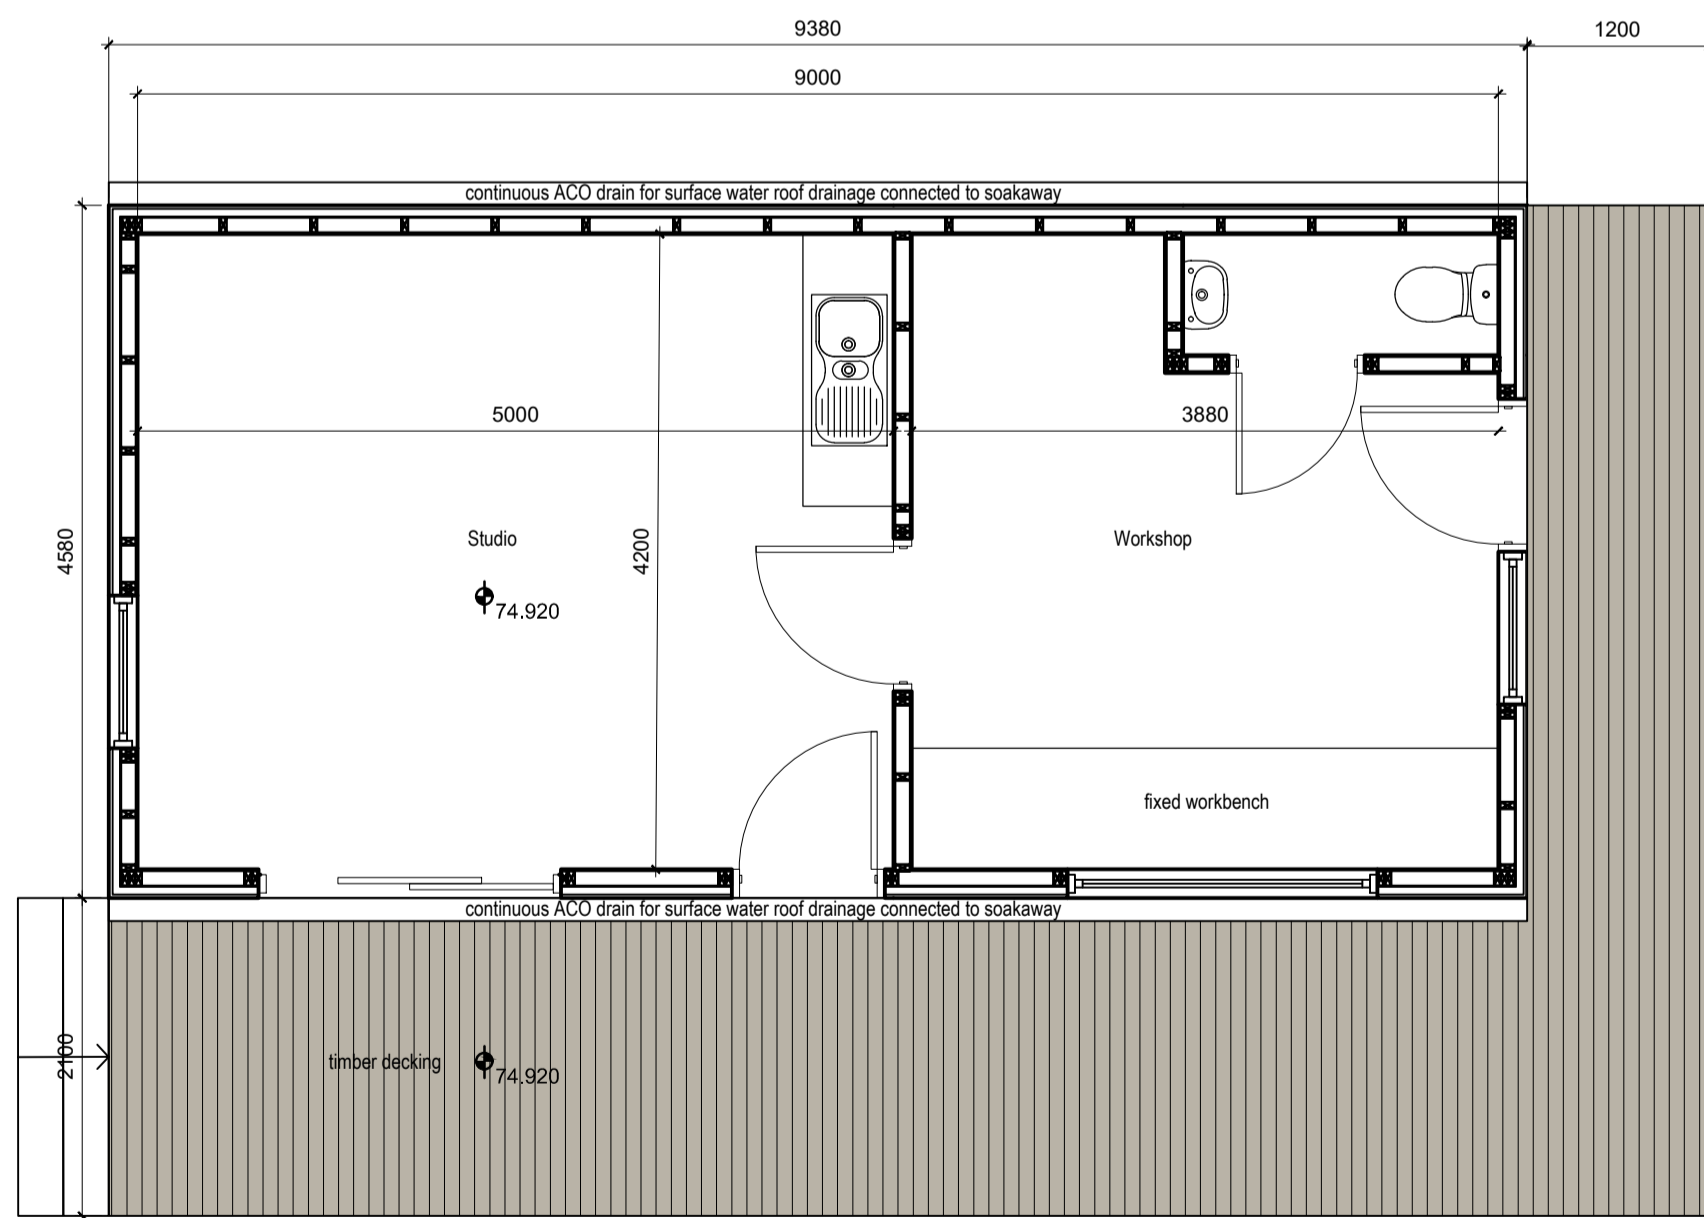 9380
1200
9000
continuous ACO drain for surface water roof drainage connected to soakaway
5000
3880
4580
Studio
4200
Workshop
74.920
fixed workbench
continuous ACO drain for surface water roof drainage connected to soakaway
2100
timber decking
74.920